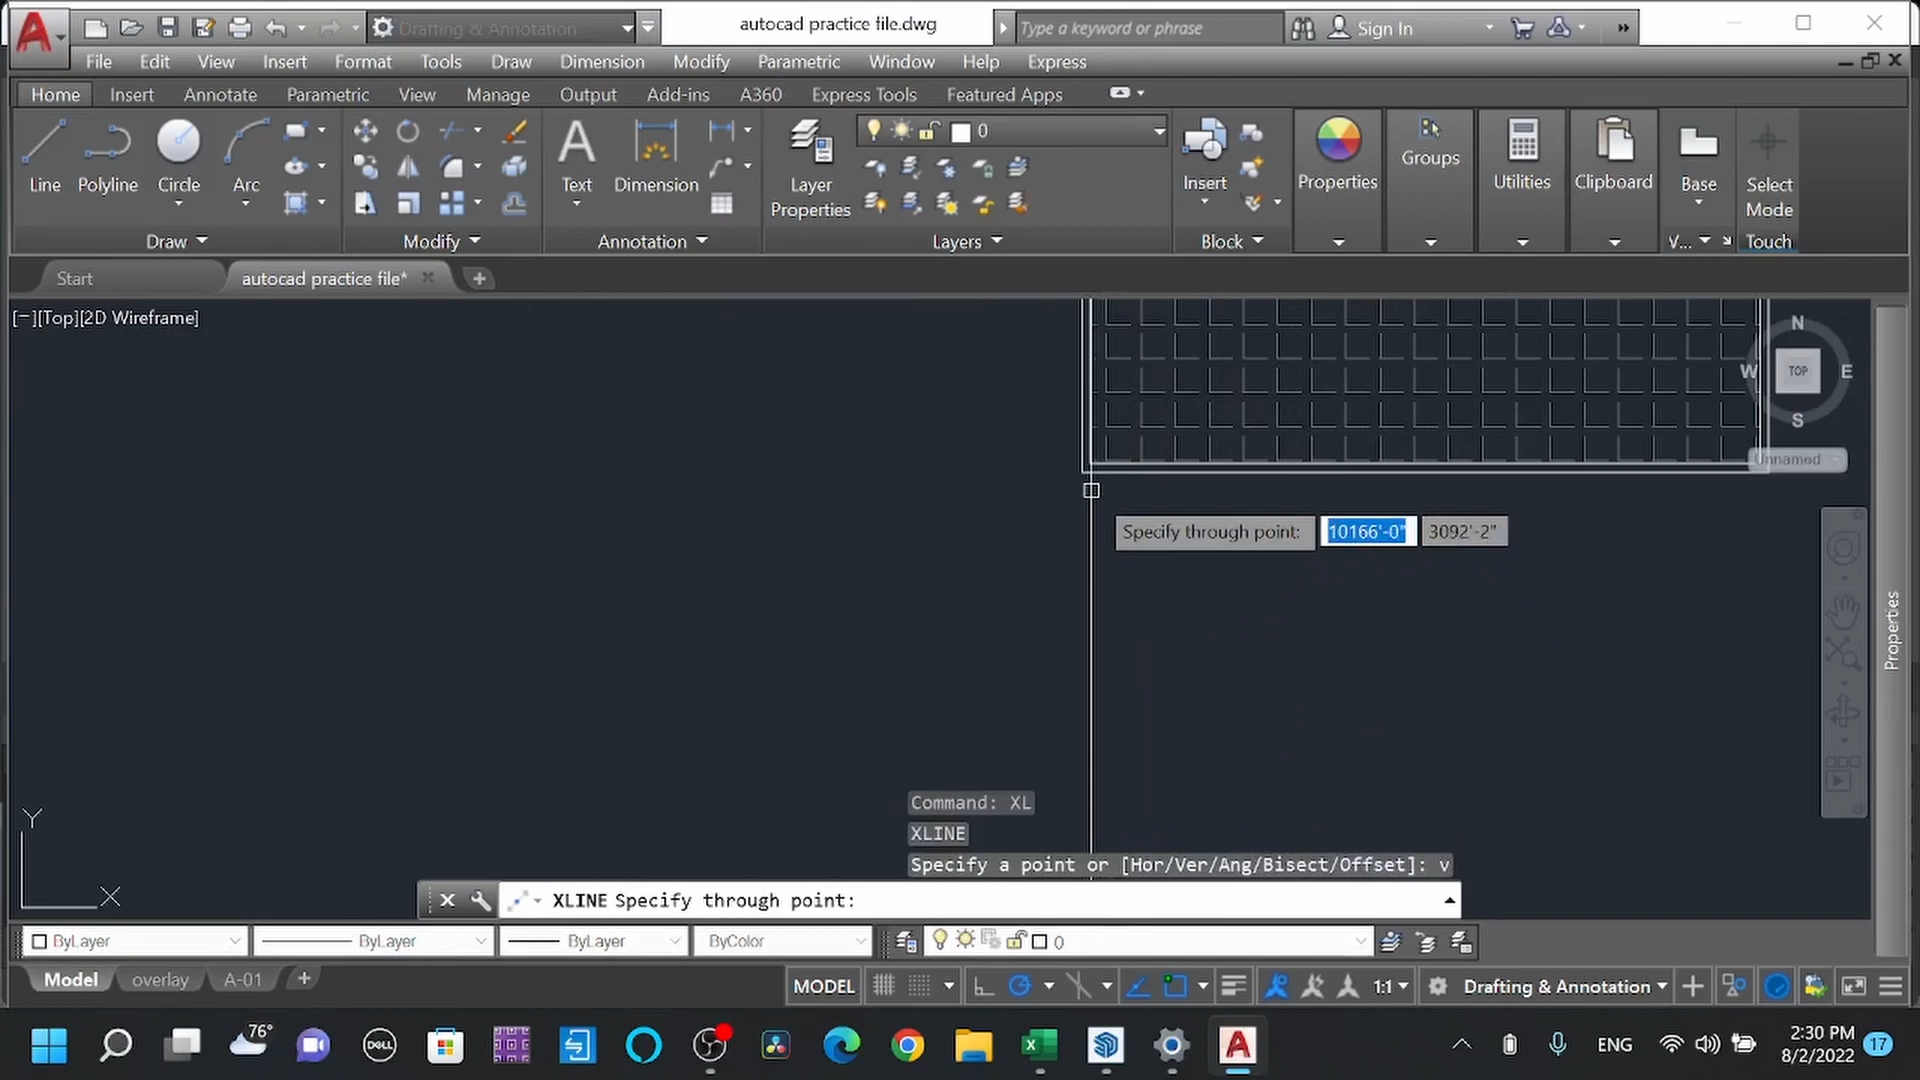 Drafting & Annotation
autocad practice file.dwg
Type a keyword or phrase
Sign In
File Edit View Insert Format Tools Draw Dimension Modify Parametric Window Help Express
Home Insert Annotate Parametric View Manage Output Add-ins A360 Express Tools Featured Apps
0
Line Polyline Circle Arc
Text Dimension
Layer Properties
Insert
Properties
Groups
Utilities
Clipboard
Base
Select Mode
Draw Modify Annotation Layers Block V... Touch
Start autocad practice file*
[−][Top][2D Wireframe]
N
W TOP E
S
Unnamed
Specify through point: 10166'-0" 3092'-2"
Properties
Y
X
Command: XL
XLINE
Specify a point or [Hor/Ver/Ang/Bisect/Offset]: v
XLINE Specify through point:
ByLayer ByLayer ByLayer ByColor 0
Model overlay A-01
MODEL 1:1 Drafting & Annotation
76°
DELL
ENG
2:30 PM
8/2/2022
17